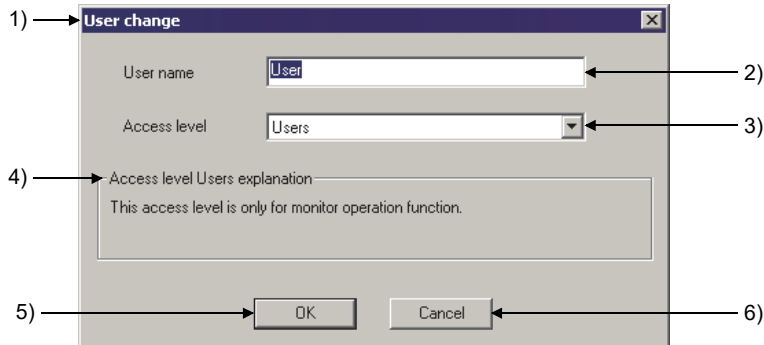 1) User change
User name User 2)
Access level Users 3)
4) Access level Users explanation
This access level is only for monitor operation function.
5) OK Cancel 6)